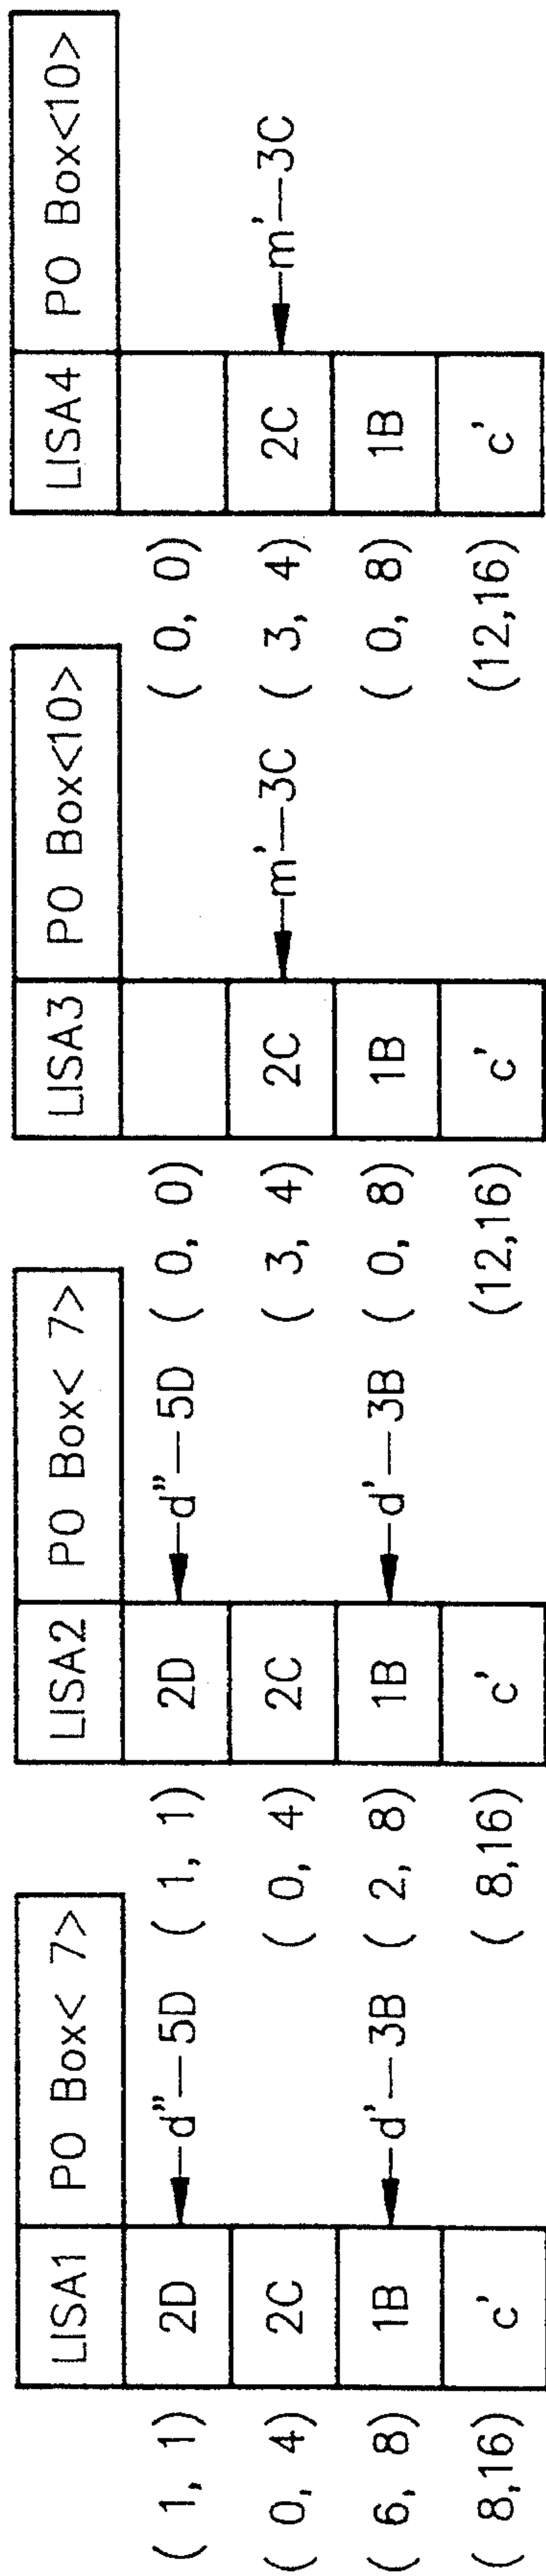 LISA1 PO Box< 7> LISA2 PO Box< 7> LISA3 PO Box<10> LISA4 PO Box<10>
( 1, 1) 2D d"—5D ( 1, 1) 2D d"—5D ( 0, 0) ( 0, 0)
( 0, 4) 2C ( 0, 4) 2C ( 3, 4) 2C m'—3C ( 3, 4) 2C m'—3C
( 6, 8) 1B d'—3B ( 2, 8) 1B d'—3B ( 0, 8) 1B ( 0, 8) 1B
( 8,16) c' ( 8,16) c' (12,16) c' (12,16) c'